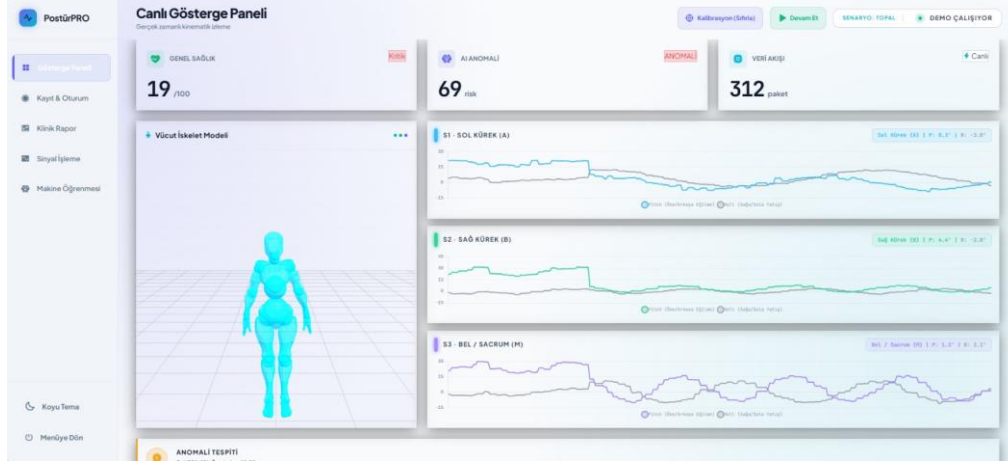 PostürPRO
Gösterge Paneli
Kayıt & Oturum
Klinik Rapor
Sinyal İşleme
Makine Öğrenmesi
Koyu Tema
Menüye Dön
Canlı Gösterge Paneli
Gerçek zamanlı kinematik izleme
Kalibrasyon (Sıfırla)
Devam Et
SENARYO: TOPAL
DEMO ÇALIŞIYOR
GENEL SAĞLIK
Kritik
19 /100
AI ANOMALİ
ANOMALİ
69 risk
VERİ AKIŞI
Canlı
312 paket
Vücut İskelet Modeli
S1 - SOL KÜREK (A)
S2 - SAĞ KÜREK (B)
S3 - BEL / SACRUM (M)
ANOMALİ TESPİTİ